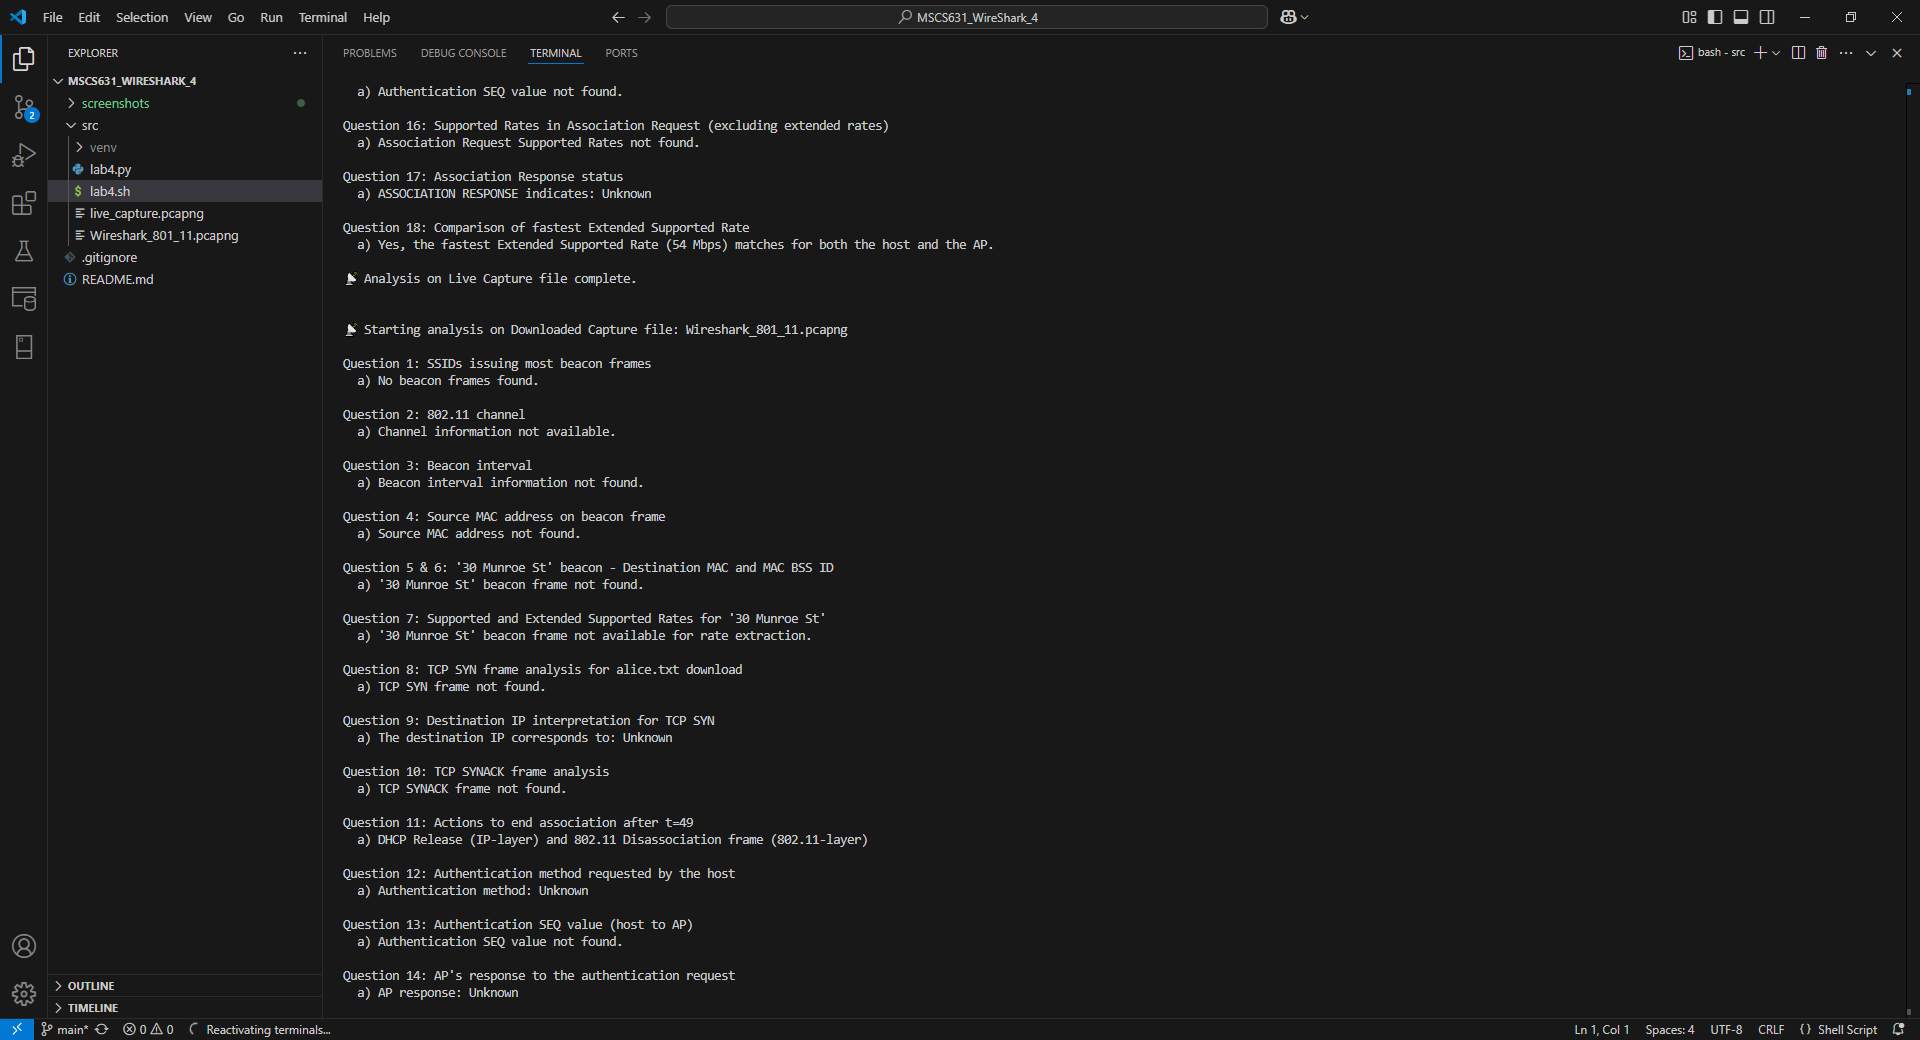 File Edit Selection View Go Run Terminal Help
MSCS631_WireShark_4
EXPLORER
MSCS631_WIRESHARK_4
screenshots
src
venv
lab4.py
$ lab4.sh
live_capture.pcapng
Wireshark_801_11.pcapng
.gitignore
README.md
OUTLINE
TIMELINE
2
PROBLEMS DEBUG CONSOLE TERMINAL PORTS
bash - src
a) Authentication SEQ value not found.
Question 16: Supported Rates in Association Request (excluding extended rates)
a) Association Request Supported Rates not found.
Question 17: Association Response status
a) ASSOCIATION RESPONSE indicates: Unknown
Question 18: Comparison of fastest Extended Supported Rate
a) Yes, the fastest Extended Supported Rate (54 Mbps) matches for both the host and the AP.
Analysis on Live Capture file complete.
Starting analysis on Downloaded Capture file: Wireshark_801_11.pcapng
Question 1: SSIDs issuing most beacon frames
a) No beacon frames found.
Question 2: 802.11 channel
a) Channel information not available.
Question 3: Beacon interval
a) Beacon interval information not found.
Question 4: Source MAC address on beacon frame
a) Source MAC address not found.
Question 5 & 6: '30 Munroe St' beacon - Destination MAC and MAC BSS ID
a) '30 Munroe St' beacon frame not found.
Question 7: Supported and Extended Supported Rates for '30 Munroe St'
a) '30 Munroe St' beacon frame not available for rate extraction.
Question 8: TCP SYN frame analysis for alice.txt download
a) TCP SYN frame not found.
Question 9: Destination IP interpretation for TCP SYN
a) The destination IP corresponds to: Unknown
Question 10: TCP SYNACK frame analysis
a) TCP SYNACK frame not found.
Question 11: Actions to end association after t=49
a) DHCP Release (IP-layer) and 802.11 Disassociation frame (802.11-layer)
Question 12: Authentication method requested by the host
a) Authentication method: Unknown
Question 13: Authentication SEQ value (host to AP)
a) Authentication SEQ value not found.
Question 14: AP's response to the authentication request
a) AP response: Unknown
main* 0 0 Reactivating terminals... Ln 1, Col 1 Spaces: 4 UTF-8 CRLF {} Shell Script